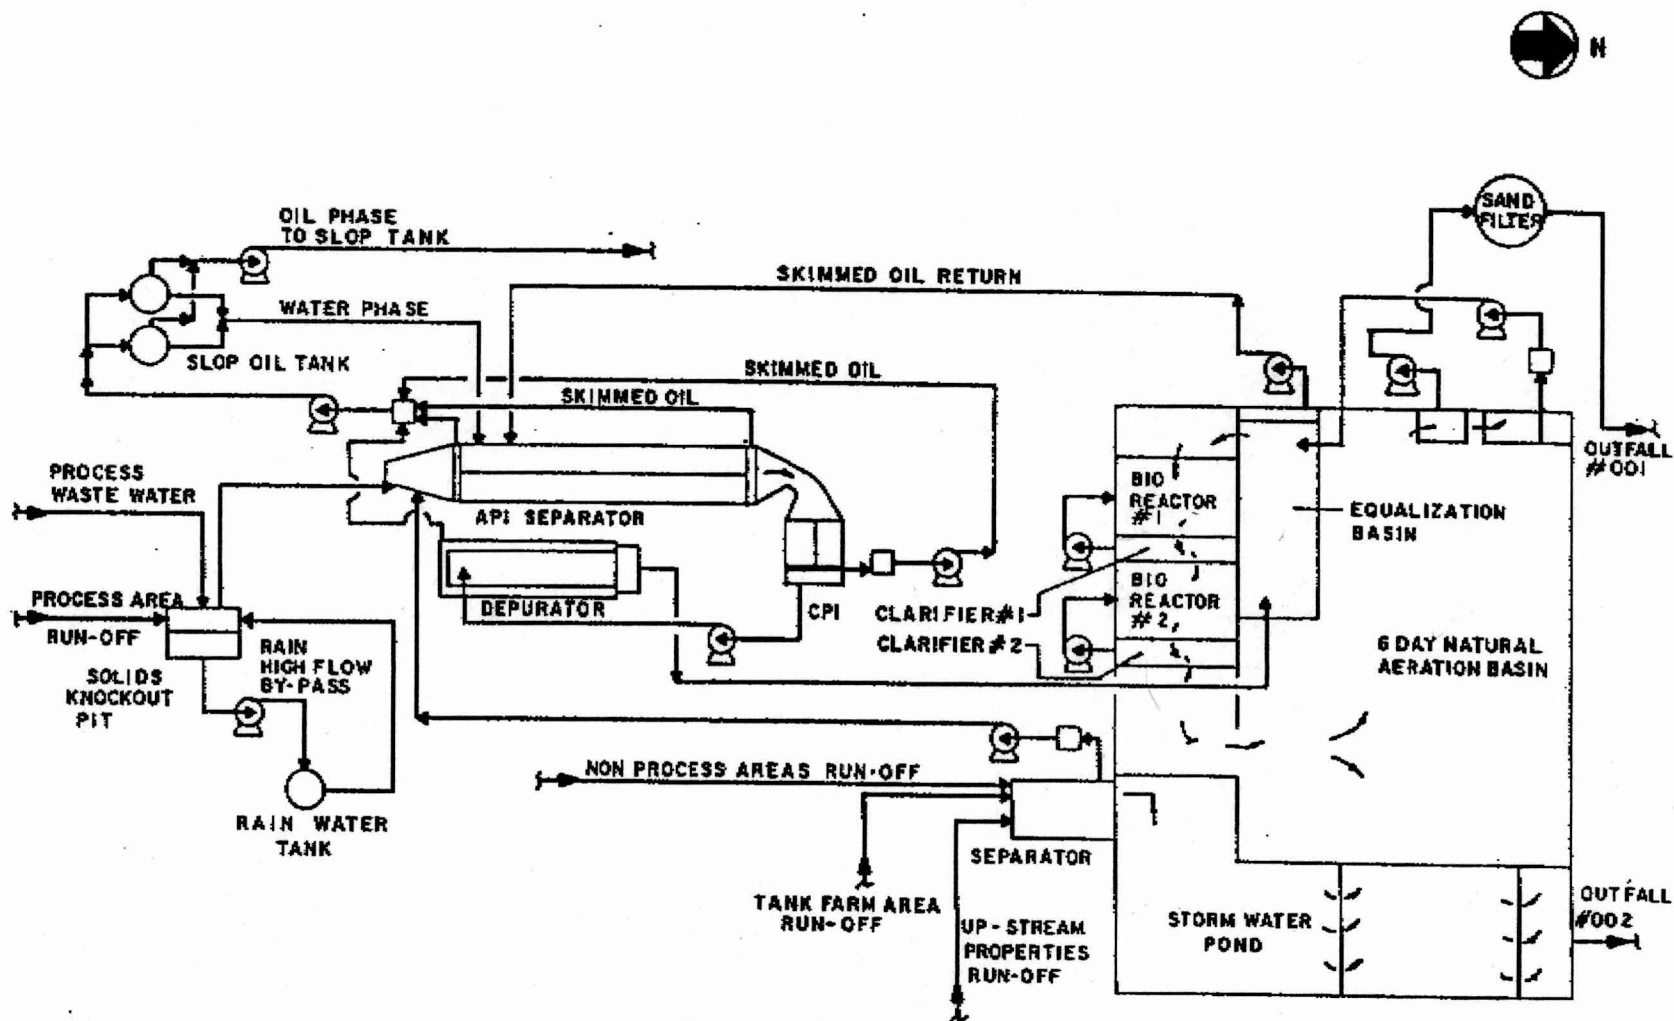 N
SAND
FILTER
OIL PHASE
TO SLOP TANK
SKIMMED OIL RETURN
WATER PHASE
SLOP OIL TANK
SKIMMED OIL
SKIMMED OIL
OUTFALL
#001
PROCESS
WASTE WATER
API SEPARATOR
BIO
REACTOR
#1
EQUALIZATION
BASIN
PROCESS AREA
RUN-OFF
DEPURATOR
CPI
CLARIFIER #1
BIO
REACTOR
#2
CLARIFIER #2
6 DAY NATURAL
AERATION BASIN
RAIN
HIGH FLOW
BY-PASS
SOLIDS
KNOCKOUT
PIT
NON PROCESS AREAS RUN-OFF
RAIN WATER
TANK
SEPARATOR
TANK FARM AREA
RUN-OFF
UP-STREAM
PROPERTIES
RUN-OFF
STORM WATER
POND
OUTFALL
#002